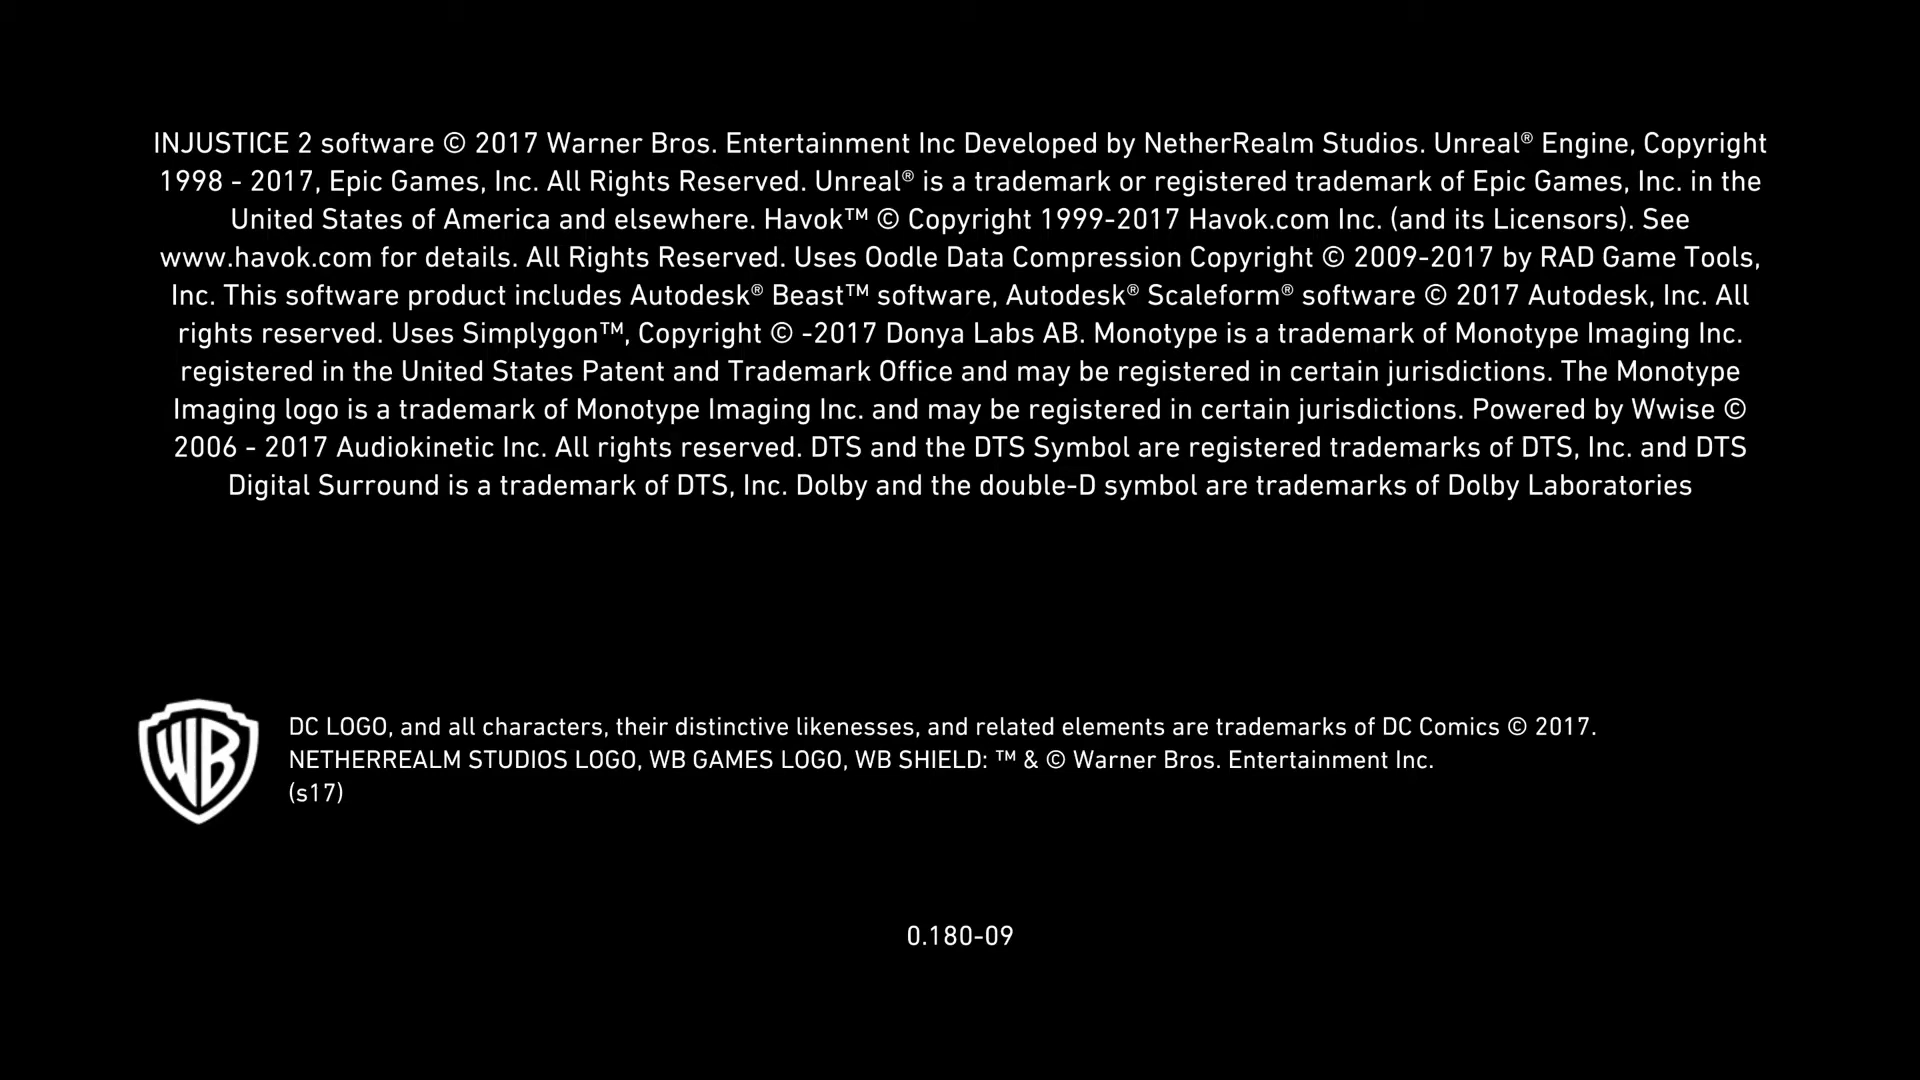 INJUSTICE 2 software © 2017 Warner Bros. Entertainment Inc Developed by NetherRealm Studios. Unreal® Engine, Copyright
1998 - 2017, Epic Games, Inc. All Rights Reserved. Unreal® is a trademark or registered trademark of Epic Games, Inc. in the
United States of America and elsewhere. Havok™ © Copyright 1999-2017 Havok.com Inc. (and its Licensors). See
www.havok.com for details. All Rights Reserved. Uses Oodle Data Compression Copyright © 2009-2017 by RAD Game Tools,
Inc. This software product includes Autodesk® Beast™ software, Autodesk® Scaleform® software © 2017 Autodesk, Inc. All
rights reserved. Uses Simplygon™, Copyright © -2017 Donya Labs AB. Monotype is a trademark of Monotype Imaging Inc.
registered in the United States Patent and Trademark Office and may be registered in certain jurisdictions. The Monotype
Imaging logo is a trademark of Monotype Imaging Inc. and may be registered in certain jurisdictions. Powered by Wwise ©
2006 - 2017 Audiokinetic Inc. All rights reserved. DTS and the DTS Symbol are registered trademarks of DTS, Inc. and DTS
Digital Surround is a trademark of DTS, Inc. Dolby and the double-D symbol are trademarks of Dolby Laboratories
WB
DC LOGO, and all characters, their distinctive likenesses, and related elements are trademarks of DC Comics © 2017.
NETHERREALM STUDIOS LOGO, WB GAMES LOGO, WB SHIELD: ™ & © Warner Bros. Entertainment Inc.
(s17)
0.180-09